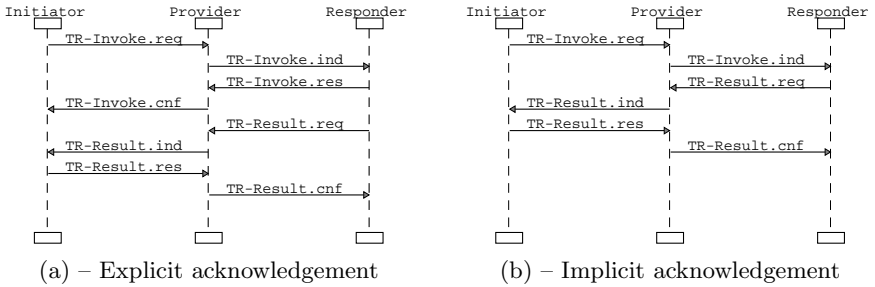 Initiator Provider Responder
TR-Invoke.req
TR-Invoke.ind
TR-Invoke.res
TR-Invoke.cnf
TR-Result.req
TR-Result.ind
TR-Result.res
TR-Result.cnf
(a) – Explicit acknowledgement
Initiator Provider Responder
TR-Invoke.req
TR-Invoke.ind
TR-Result.req
TR-Result.ind
TR-Result.res
TR-Result.cnf
(b) – Implicit acknowledgement